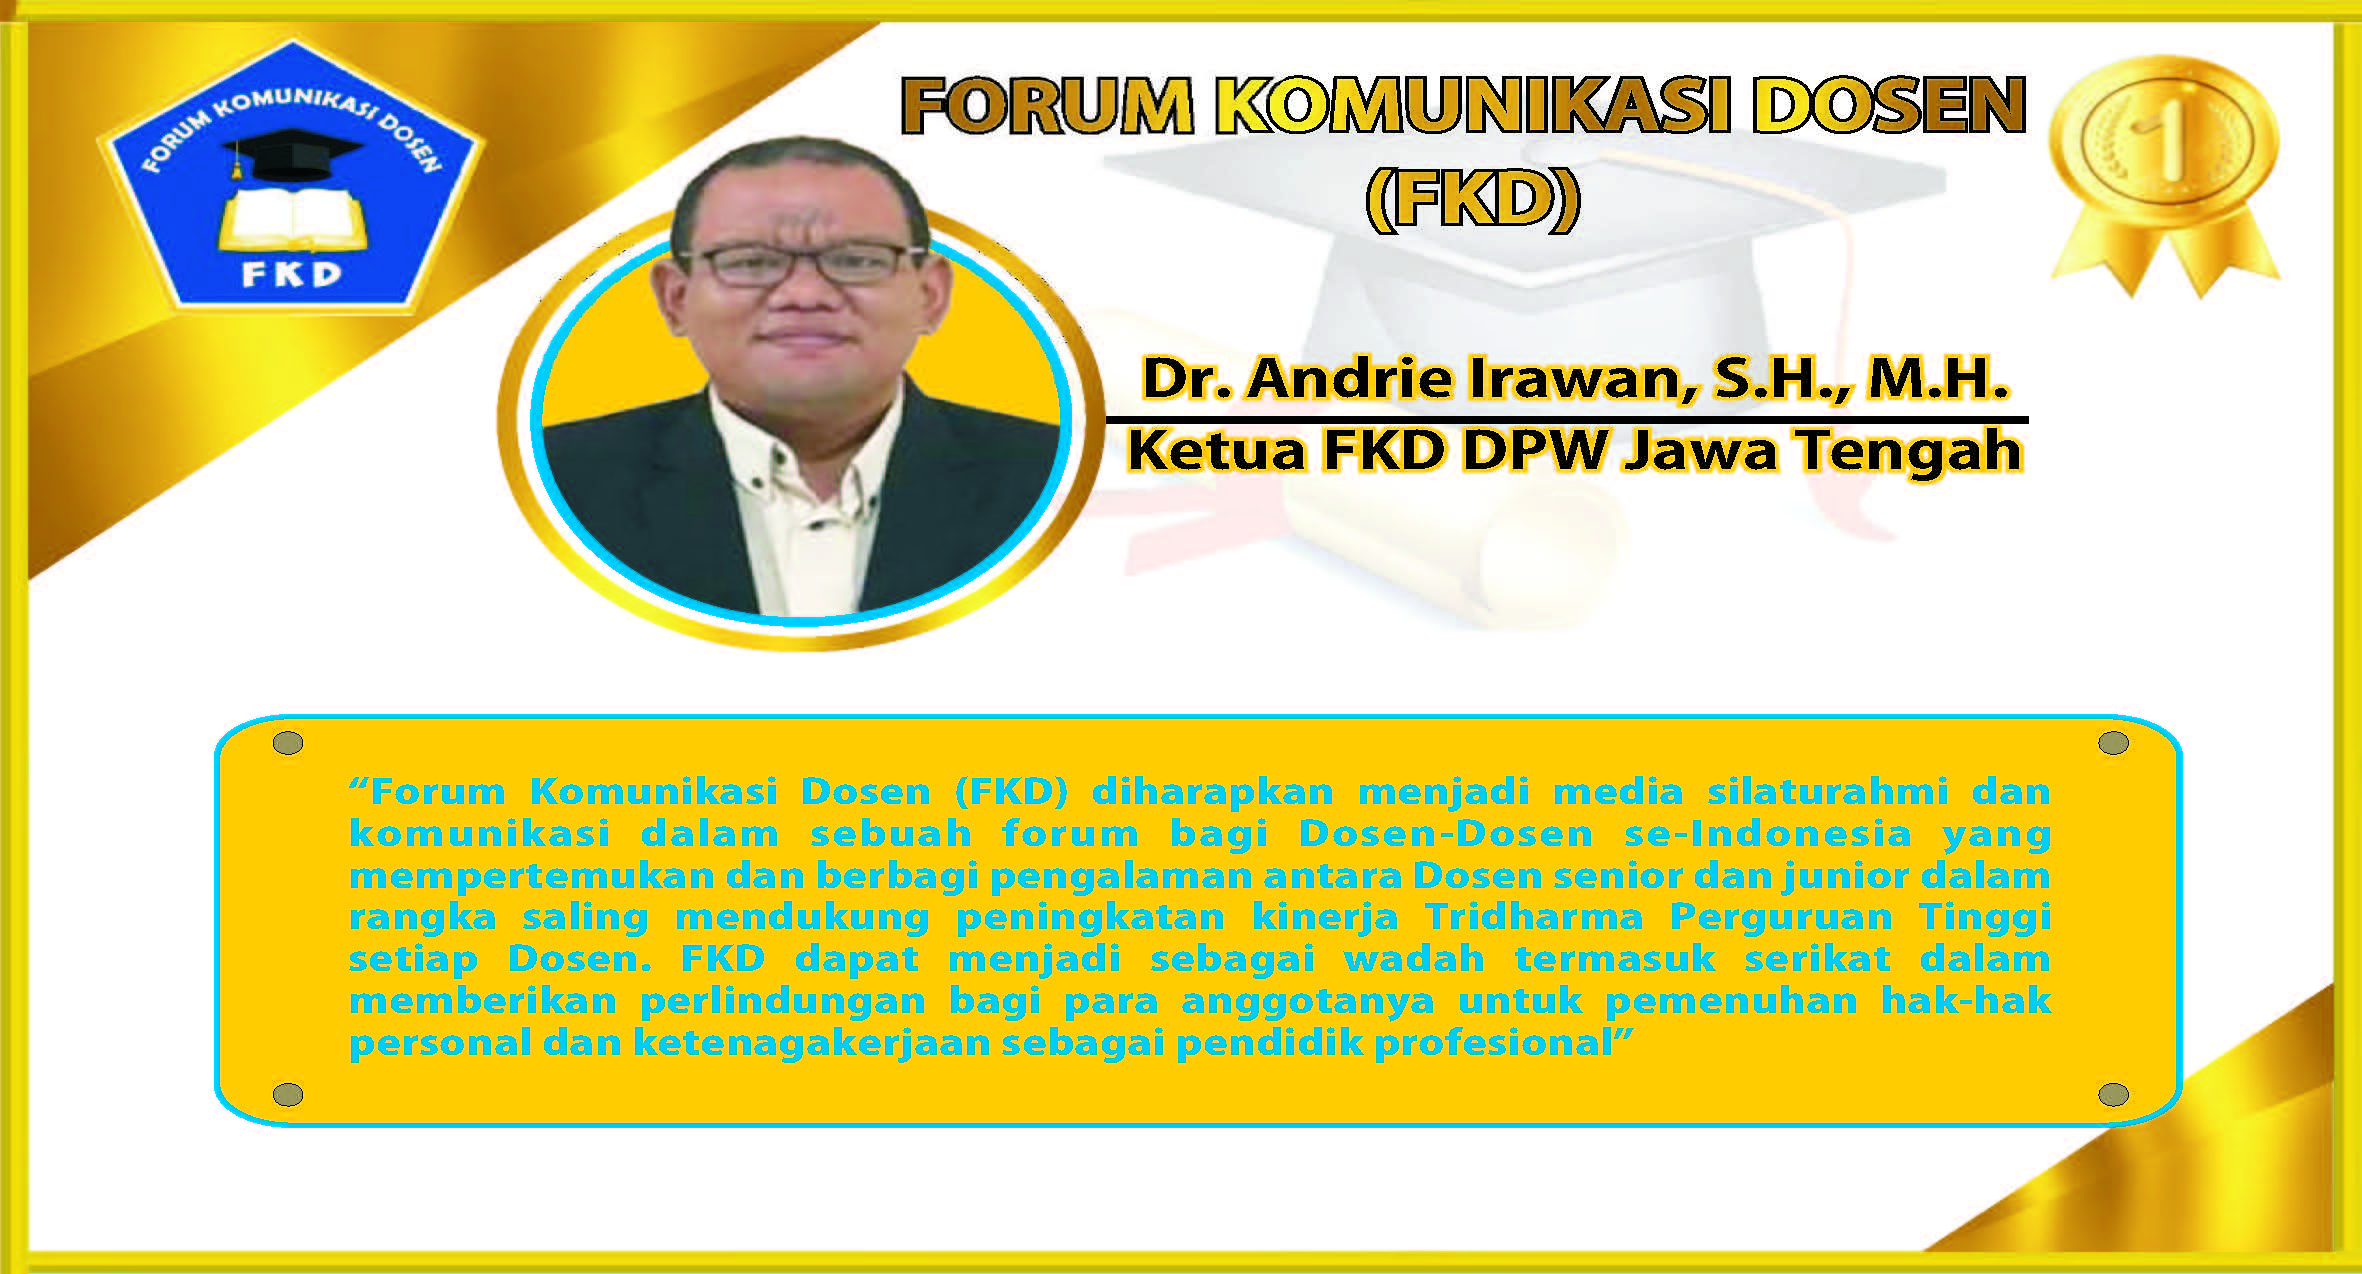 FORUM KOMUNIKASI DOSEN
FKD
FORUM KOMUNIKASI DOSEN
(FKD)
1
Dr. Andrie Irawan, S.H., M.H.
Ketua FKD DPW Jawa Tengah
“Forum Komunikasi Dosen (FKD) diharapkan menjadi media silaturahmi dan
komunikasi dalam sebuah forum bagi Dosen-Dosen se-Indonesia yang
mempertemukan dan berbagi pengalaman antara Dosen senior dan junior dalam
rangka saling mendukung peningkatan kinerja Tridharma Perguruan Tinggi
setiap Dosen. FKD dapat menjadi sebagai wadah termasuk serikat dalam
memberikan perlindungan bagi para anggotanya untuk pemenuhan hak-hak
personal dan ketenagakerjaan sebagai pendidik profesional”